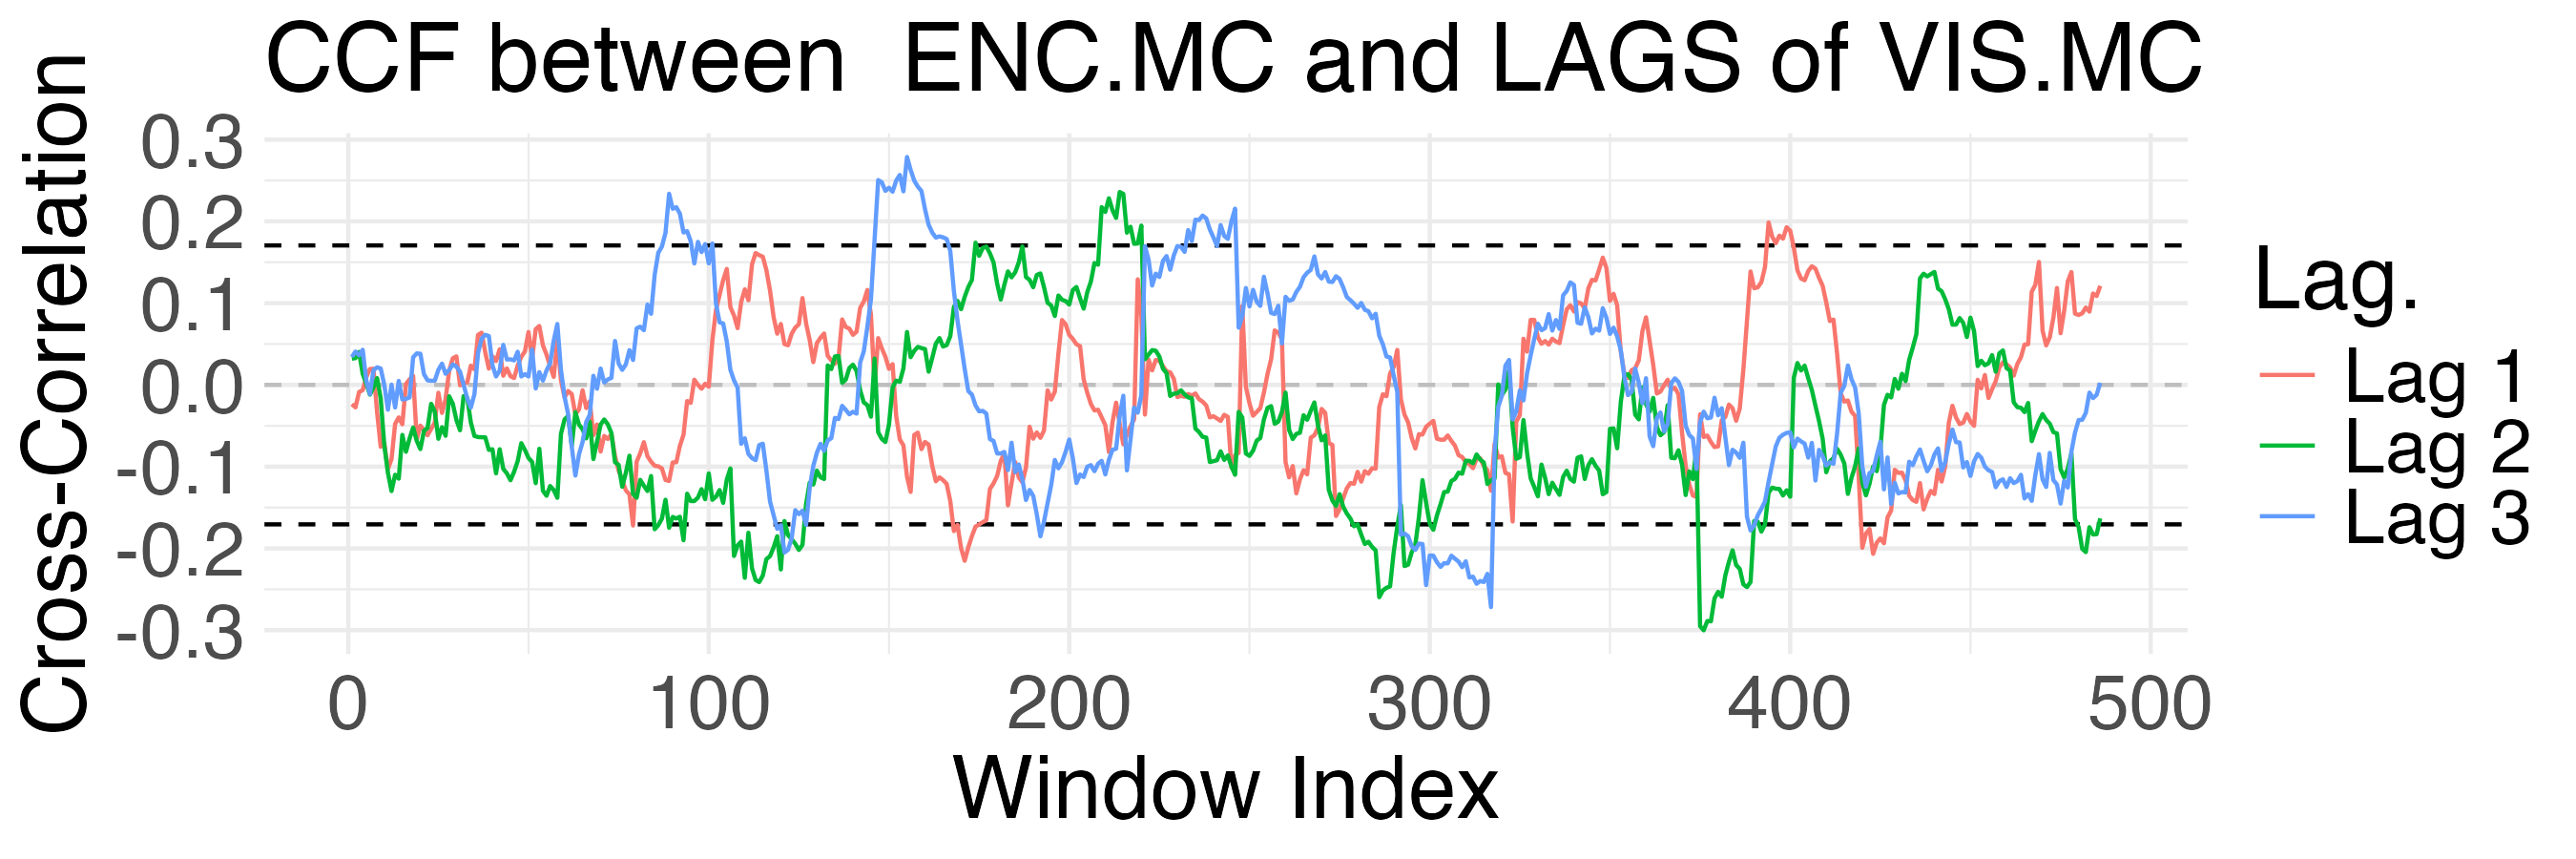 CCF between  ENC.MC and LAGS of VIS.MC
Cross-Correlation
0.3
0.2
0.1
0.0
-0.1
-0.2
-0.3
0 100 200 300 400 500
Window Index
Lag.
Lag 1
Lag 2
Lag 3